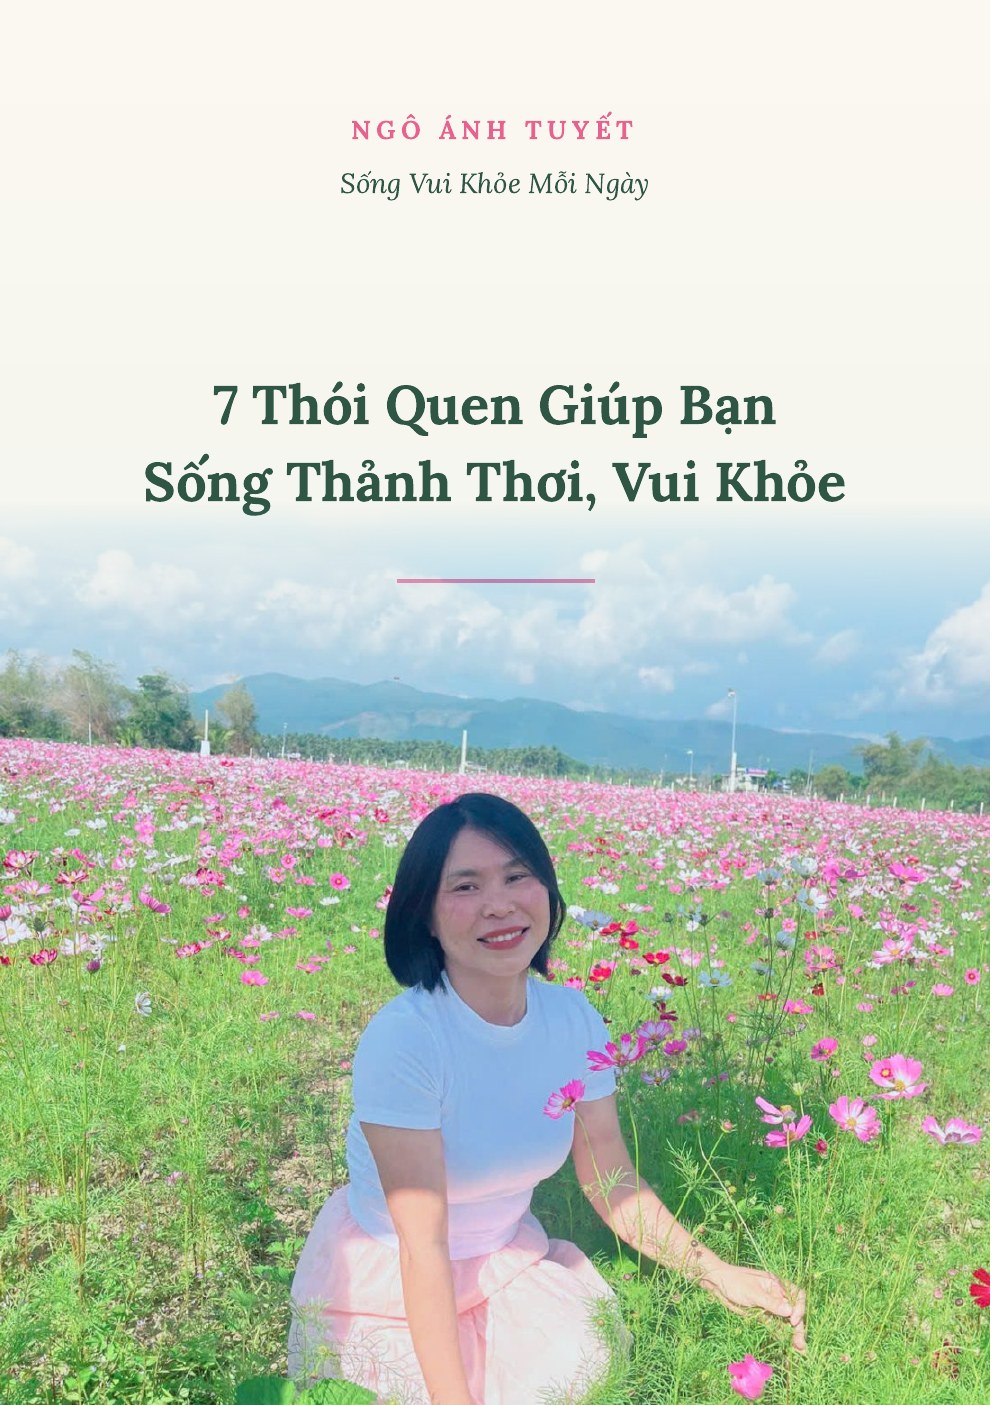 NGÔ ÁNH TUYẾT
Sống Vui Khỏe Mỗi Ngày
7 Thói Quen Giúp Bạn
Sống Thảnh Thơi, Vui Khỏe